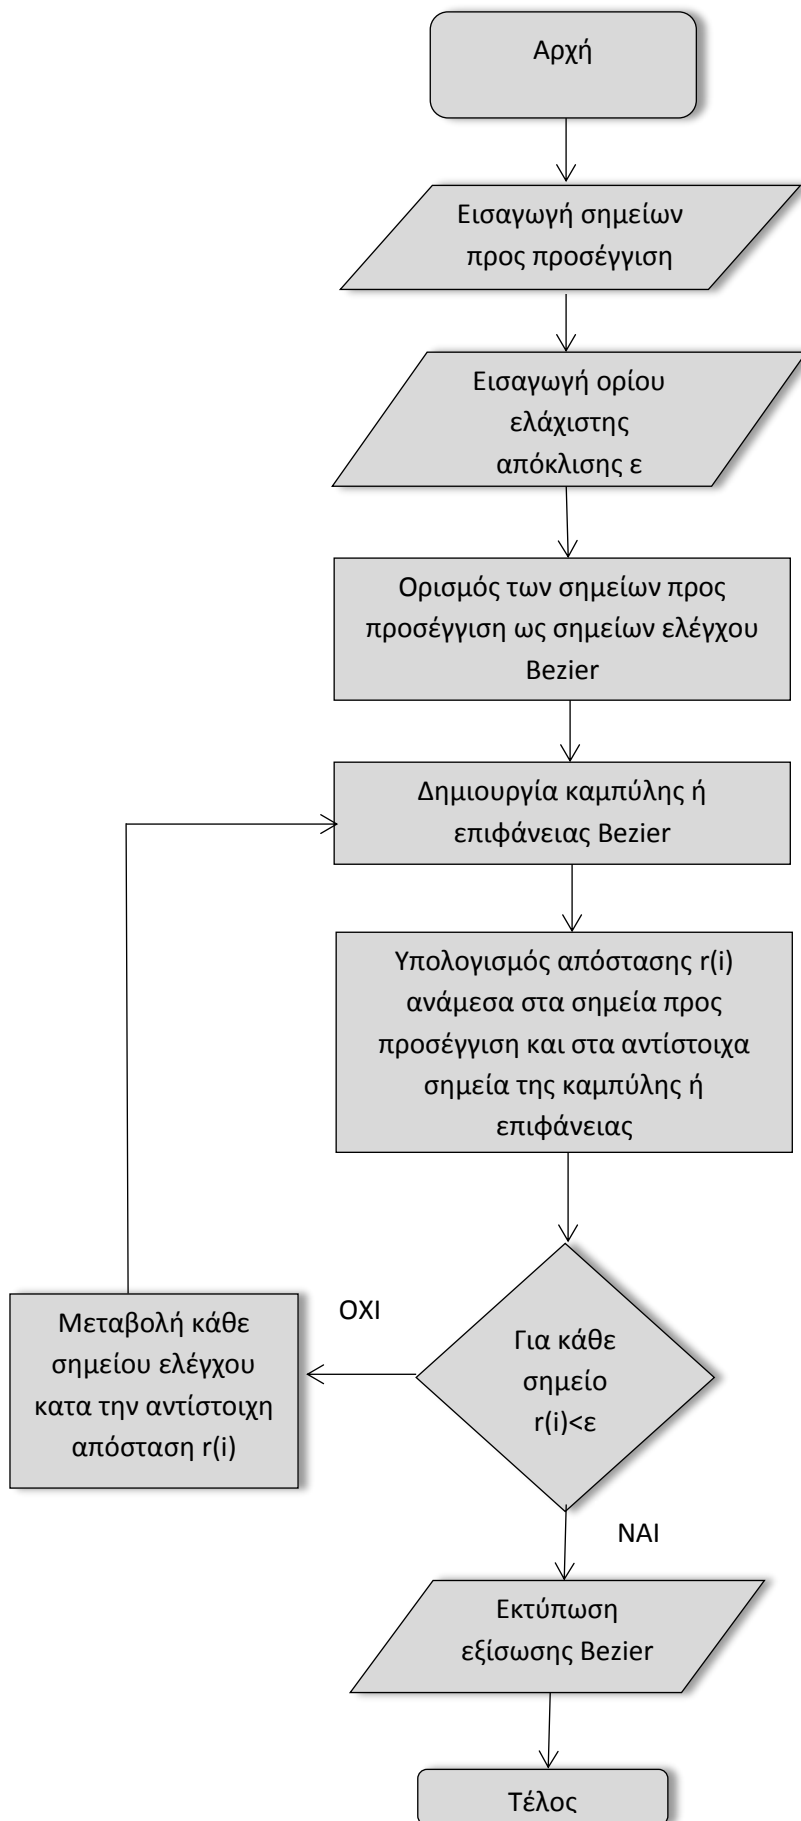 Αρχή
Εισαγωγή σημείων
προς προσέγγιση
Εισαγωγή ορίου
ελάχιστης
απόκλισης ε
Ορισμός των σημείων προς
προσέγγιση ως σημείων ελέγχου
Bezier
Δημιουργία καμπύλης ή
επιφάνειας Bezier
Υπολογισμός απόστασης r(i)
ανάμεσα στα σημεία προς
προσέγγιση και στα αντίστοιχα
σημεία της καμπύλης ή
επιφάνειας
Για κάθε
σημείο
r(i)<ε
ΟΧΙ
Μεταβολή κάθε
σημείου ελέγχου
κατα την αντίστοιχη
απόσταση r(i)
ΝΑΙ
Εκτύπωση
εξίσωσης Bezier
Τέλος